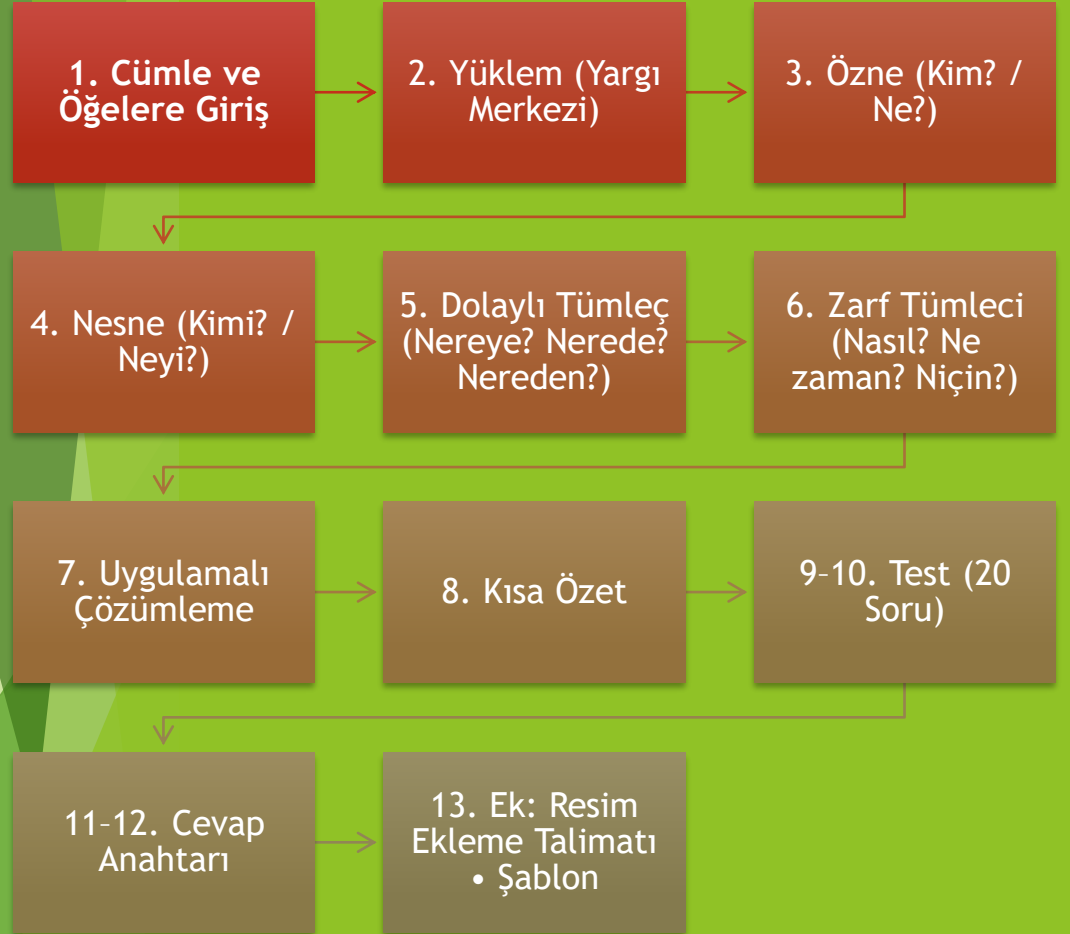 1. Cümle ve
Öğelere Giriş
2. Yüklem (Yargı
Merkezi)
3. Özne (Kim? /
Ne?)
4. Nesne (Kimi? /
Neyi?)
5. Dolaylı Tümleç
(Nereye? Nerede?
Nereden?)
6. Zarf Tümleci
(Nasıl? Ne
zaman? Niçin?)
7. Uygulamalı
Çözümleme
8. Kısa Özet
9–10. Test (20
Soru)
11–12. Cevap
Anahtarı
13. Ek: Resim
Ekleme Talimatı
• Şablon